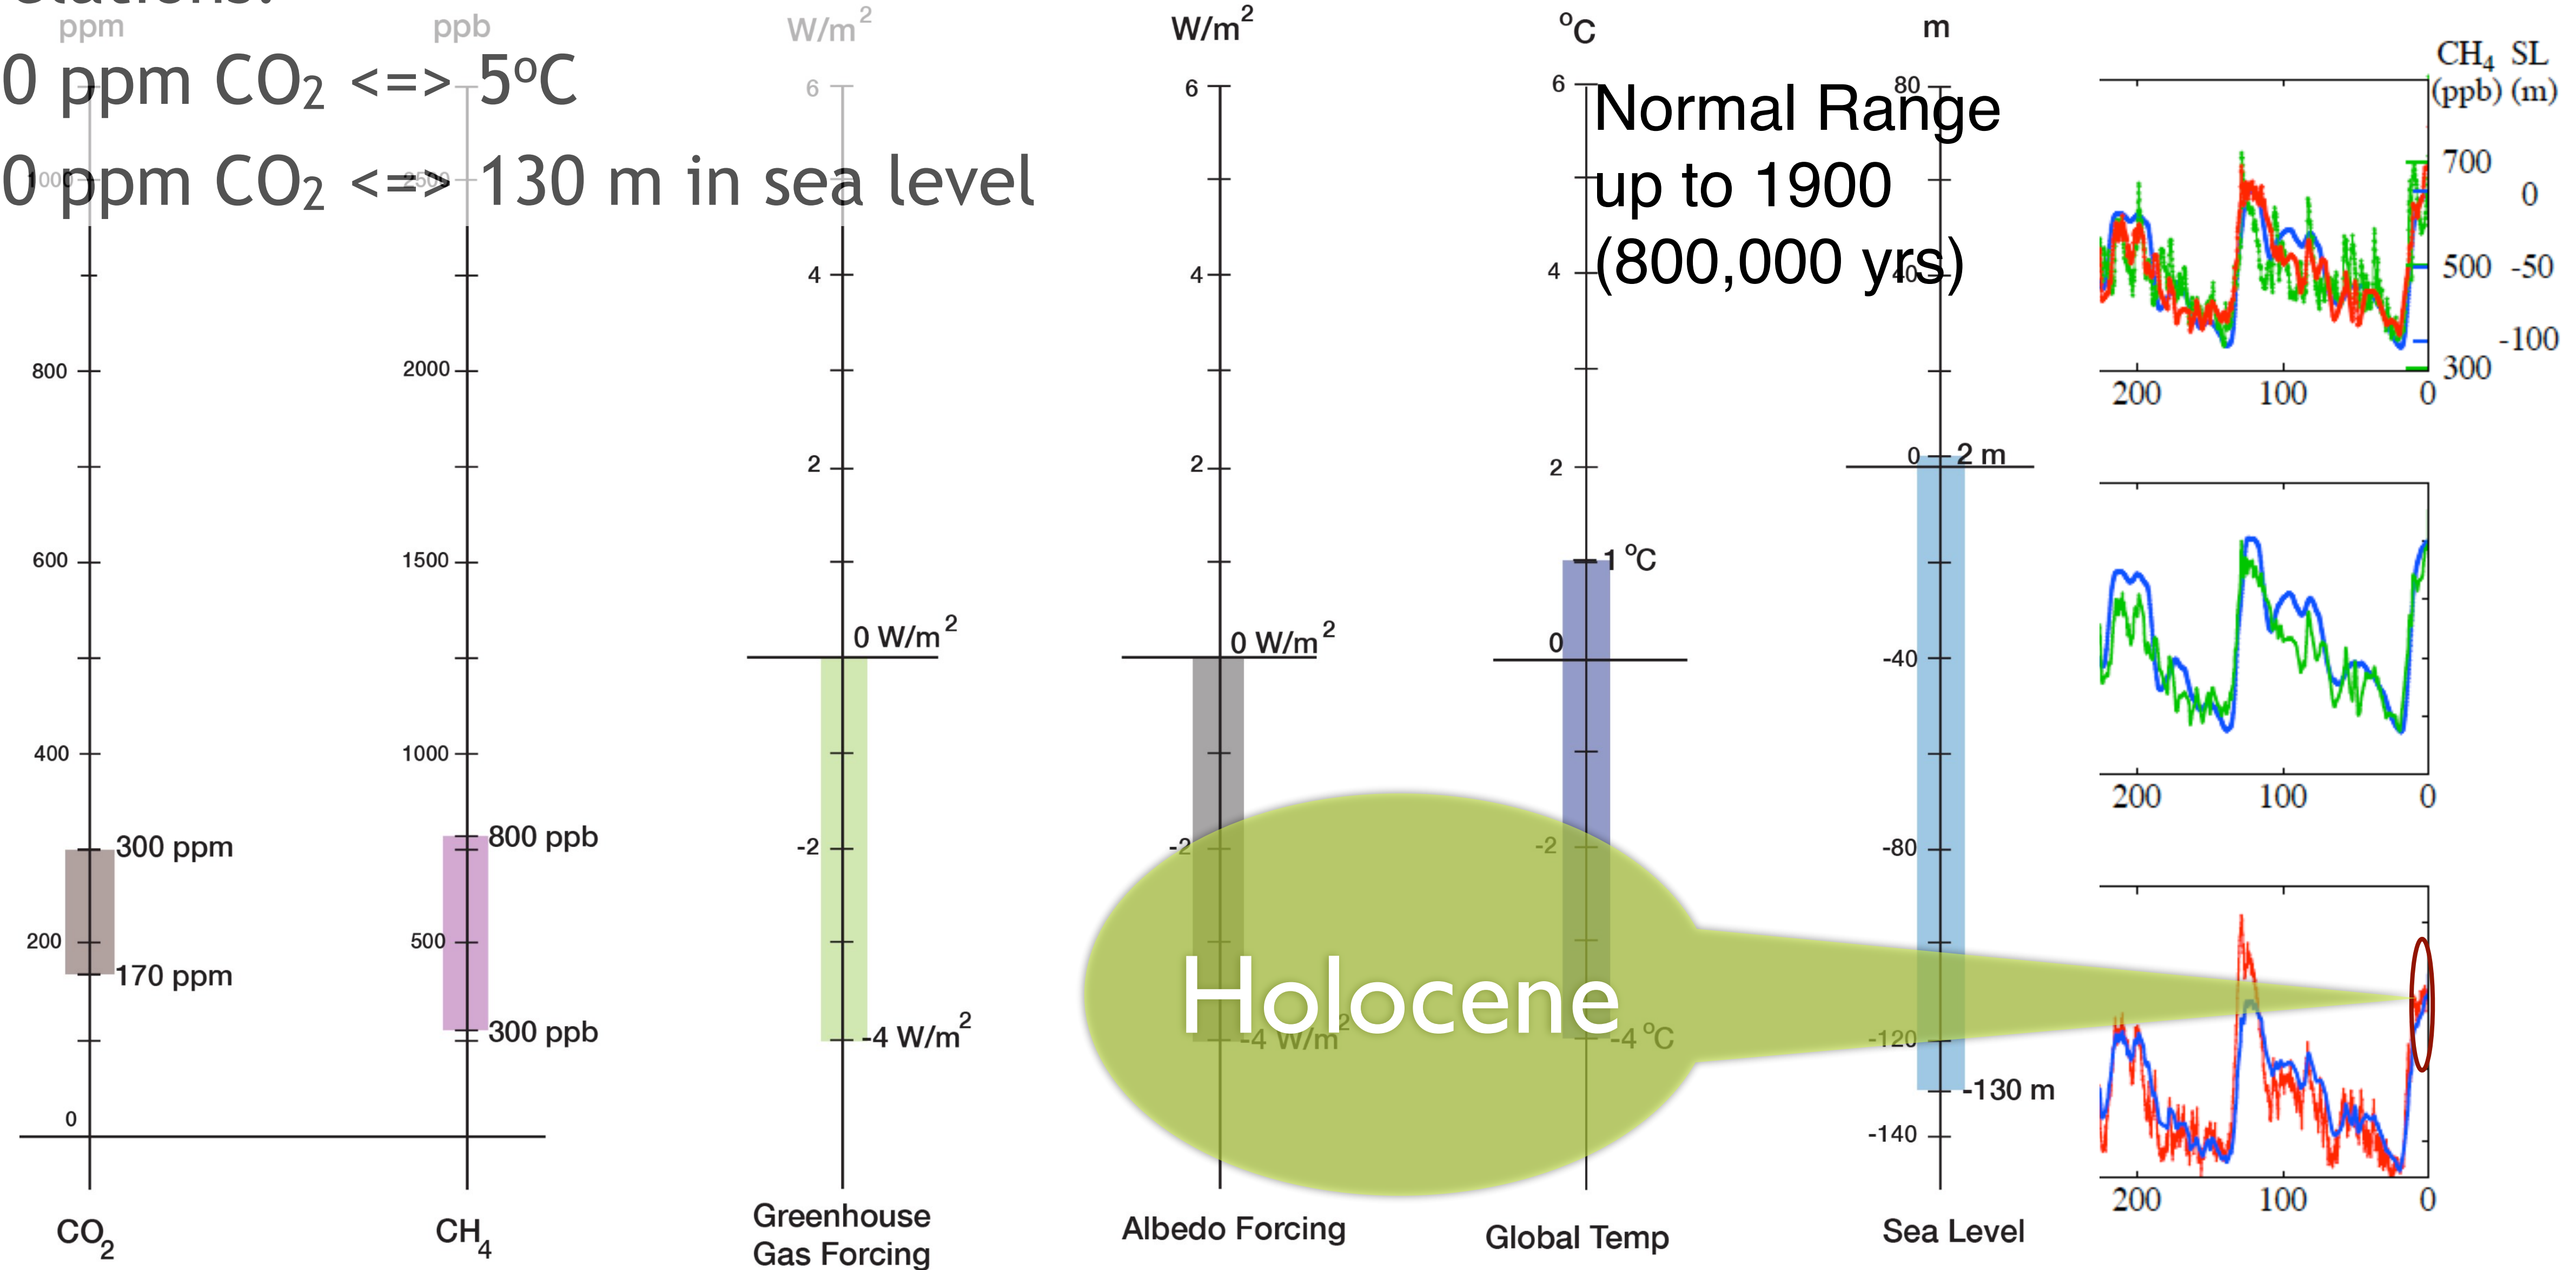 ppm
ppb
W/m²
W/m²
°C
m
0 ppm CO₂ <=> 5°C
0 ppm CO₂ <=> 130 m in sea level
Normal Range
up to 1900
(800,000 yrs)
1000
800
600
400
300 ppm
200
170 ppm
0
CO₂
2500
2000
1500
1000
800 ppb
500
300 ppb
CH₄
6
4
2
0 W/m²
-2
-4 W/m²
Greenhouse
Gas Forcing
6
4
2
0 W/m²
-2
-4 W/m²
Albedo Forcing
6
4
2
1 °C
0
-2
-4 °C
Global Temp
80
40
0
2 m
-40
-80
-120
-130 m
-140
Sea Level
Holocene
CH₄ SL
(ppb) (m)
700
0
500 -50
-100
300
200 100 0
200 100 0
200 100 0